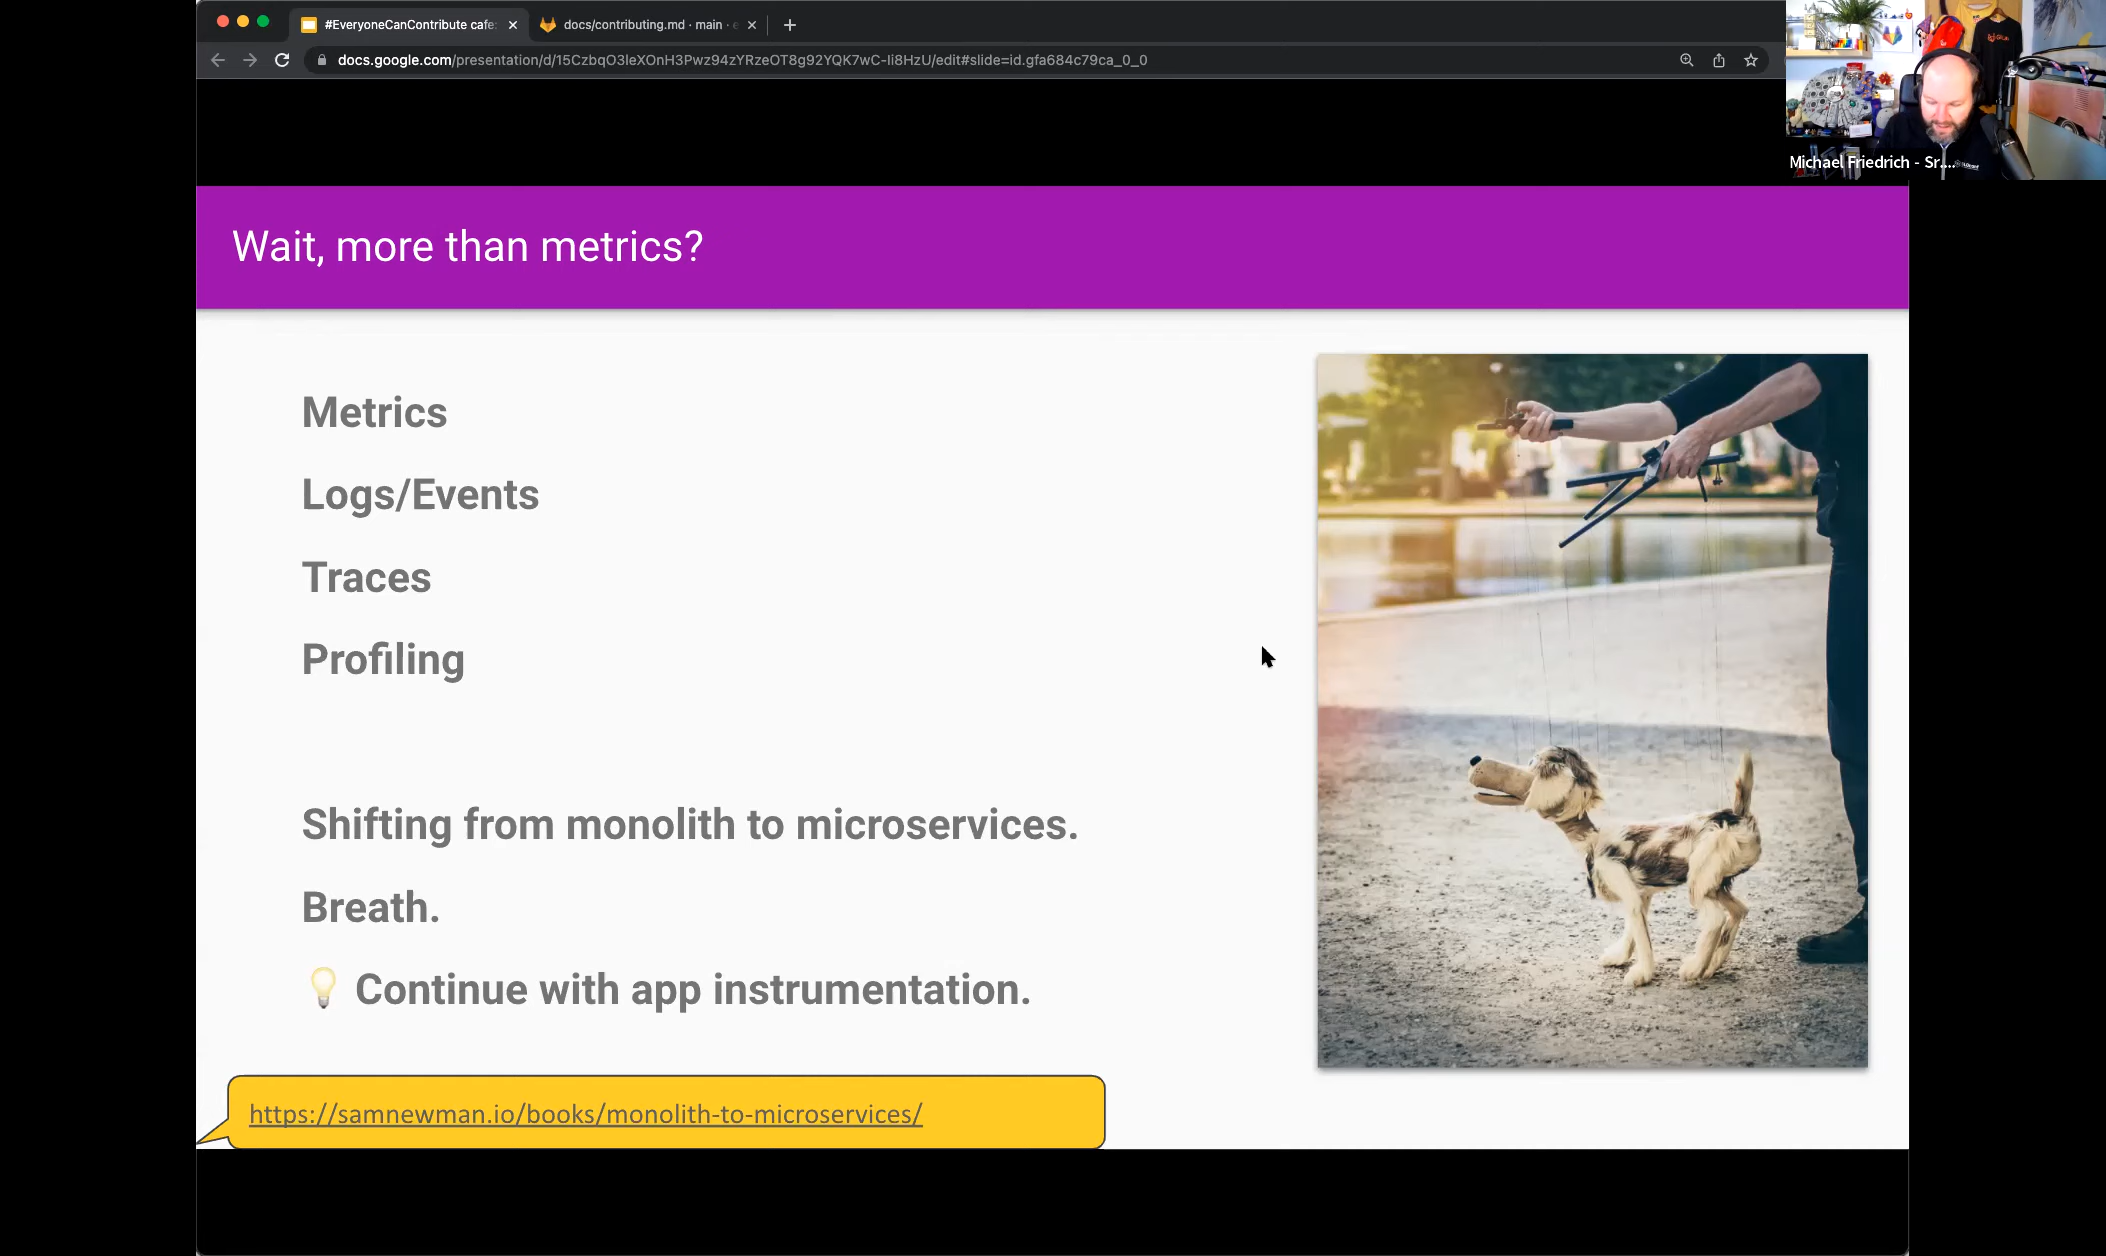 #EveryoneCanContribute cafe:
docs/contributing.md · main ·
docs.google.com/presentation/d/15CzbqO3leXOnH3Pwz94zYRzeOT8g92YQK7wC-Ii8HzU/edit#slide=id.gfa684c79ca_0_0
Michael Friedrich - Sr....
Wait, more than metrics?
Metrics
Logs/Events
Traces
Profiling
Shifting from monolith to microservices.
Breath.
💡 Continue with app instrumentation.
https://samnewman.io/books/monolith-to-microservices/